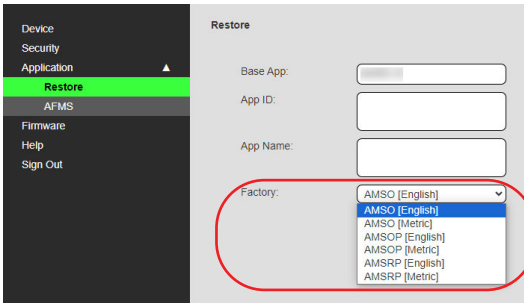 Device
Security
Application ▲
Restore
AFMS
Firmware
Help
Sign Out
Restore
Base App:
App ID:
App Name:
Factory:
AMSO [English]
AMSO [English]
AMSO [Metric]
AMSOP [English]
AMSOP [Metric]
AMSRP [English]
AMSRP [Metric]